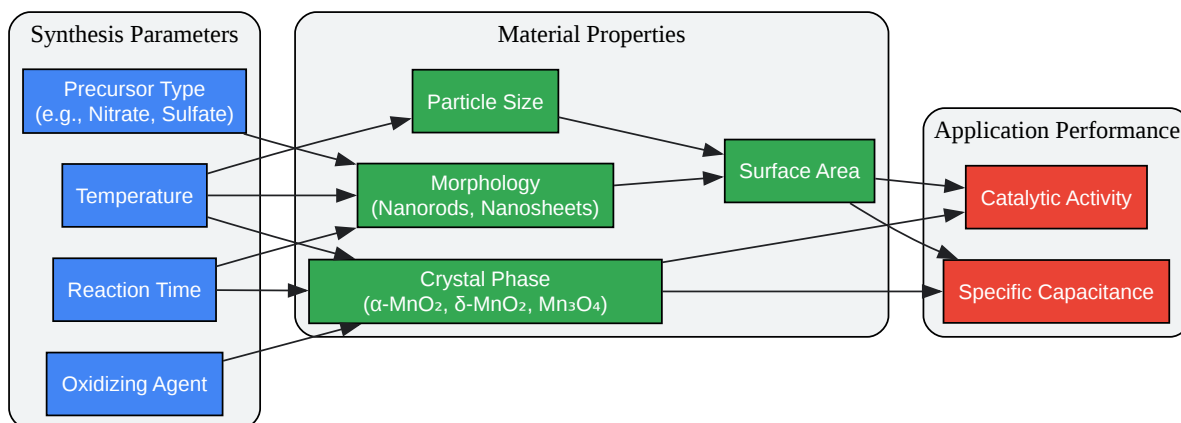 Synthesis Parameters
Precursor Type
(e.g., Nitrate, Sulfate)
Temperature
Reaction Time
Oxidizing Agent
Material Properties
Particle Size
Morphology
(Nanorods, Nanosheets)
Crystal Phase
(α-MnO₂, δ-MnO₂, Mn₃O₄)
Surface Area
Application Performance
Catalytic Activity
Specific Capacitance